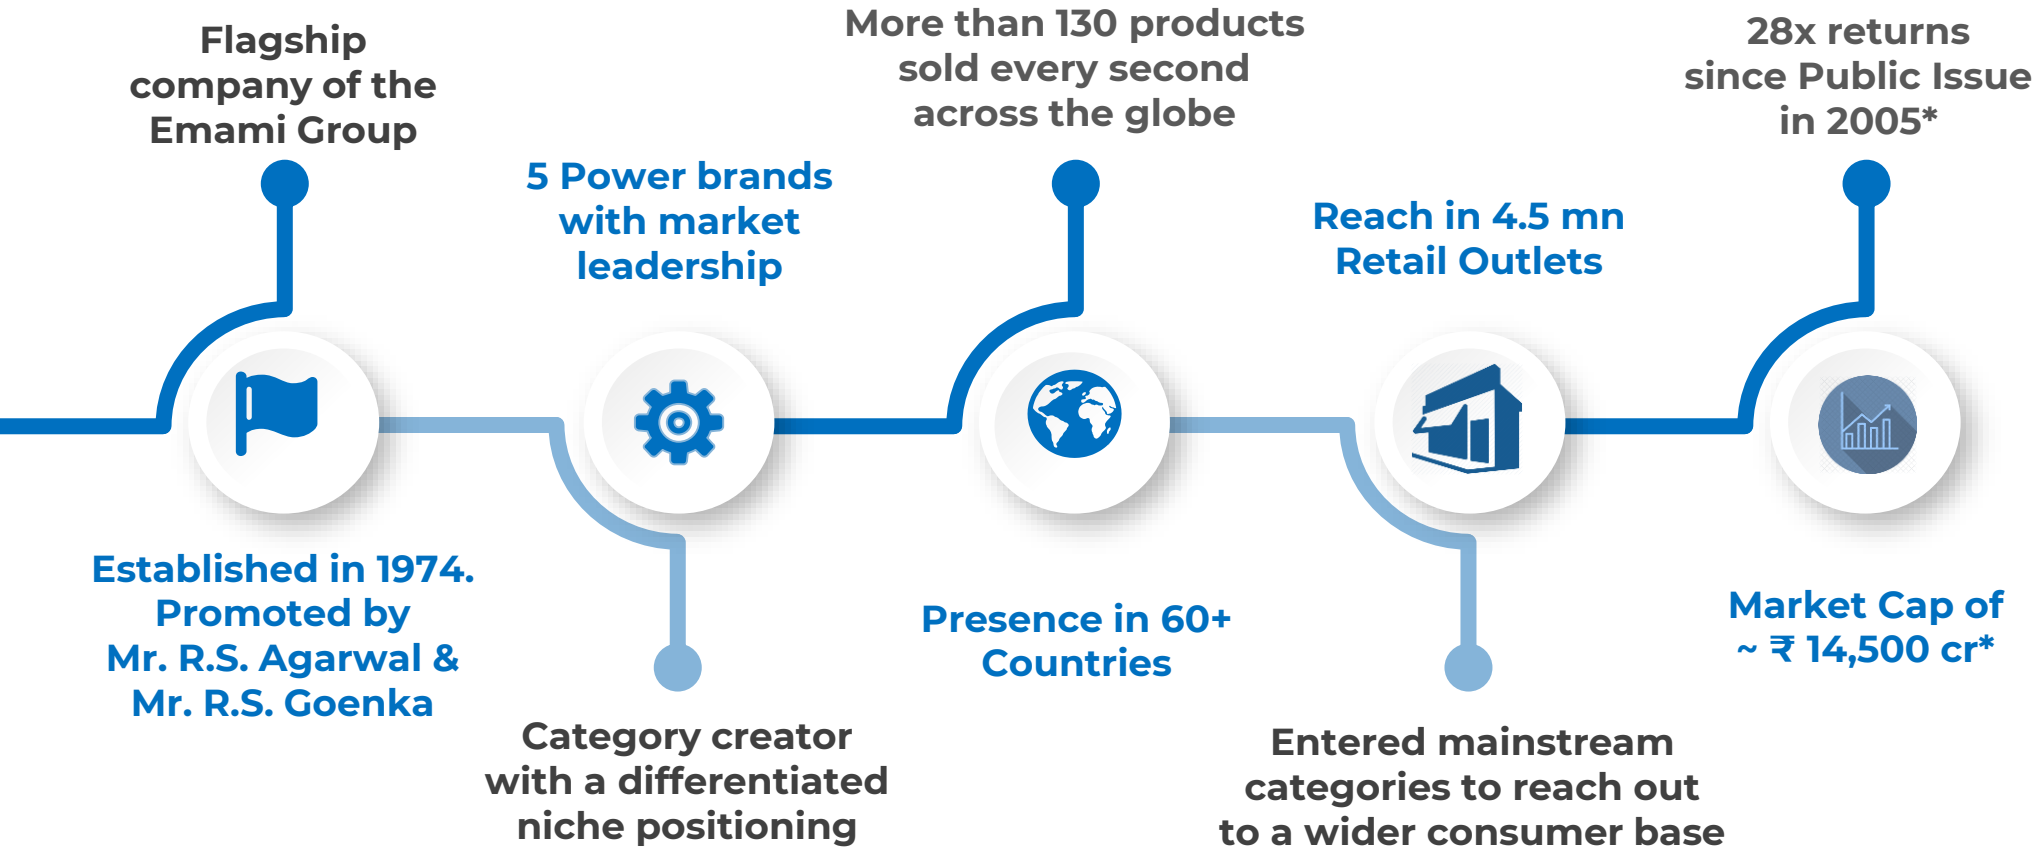 Flagship
company of the
Emami Group
Established in 1974.
Promoted by
Mr. R.S. Agarwal &
Mr. R.S. Goenka
5 Power brands
with market
leadership
Category creator
with a differentiated
niche positioning
More than 130 products
sold every second
across the globe
Presence in 60+
Countries
Reach in 4.5 mn
Retail Outlets
Entered mainstream
categories to reach out
to a wider consumer base
28x returns
since Public Issue
in 2005*
Market Cap of
~ ₹ 14,500 cr*